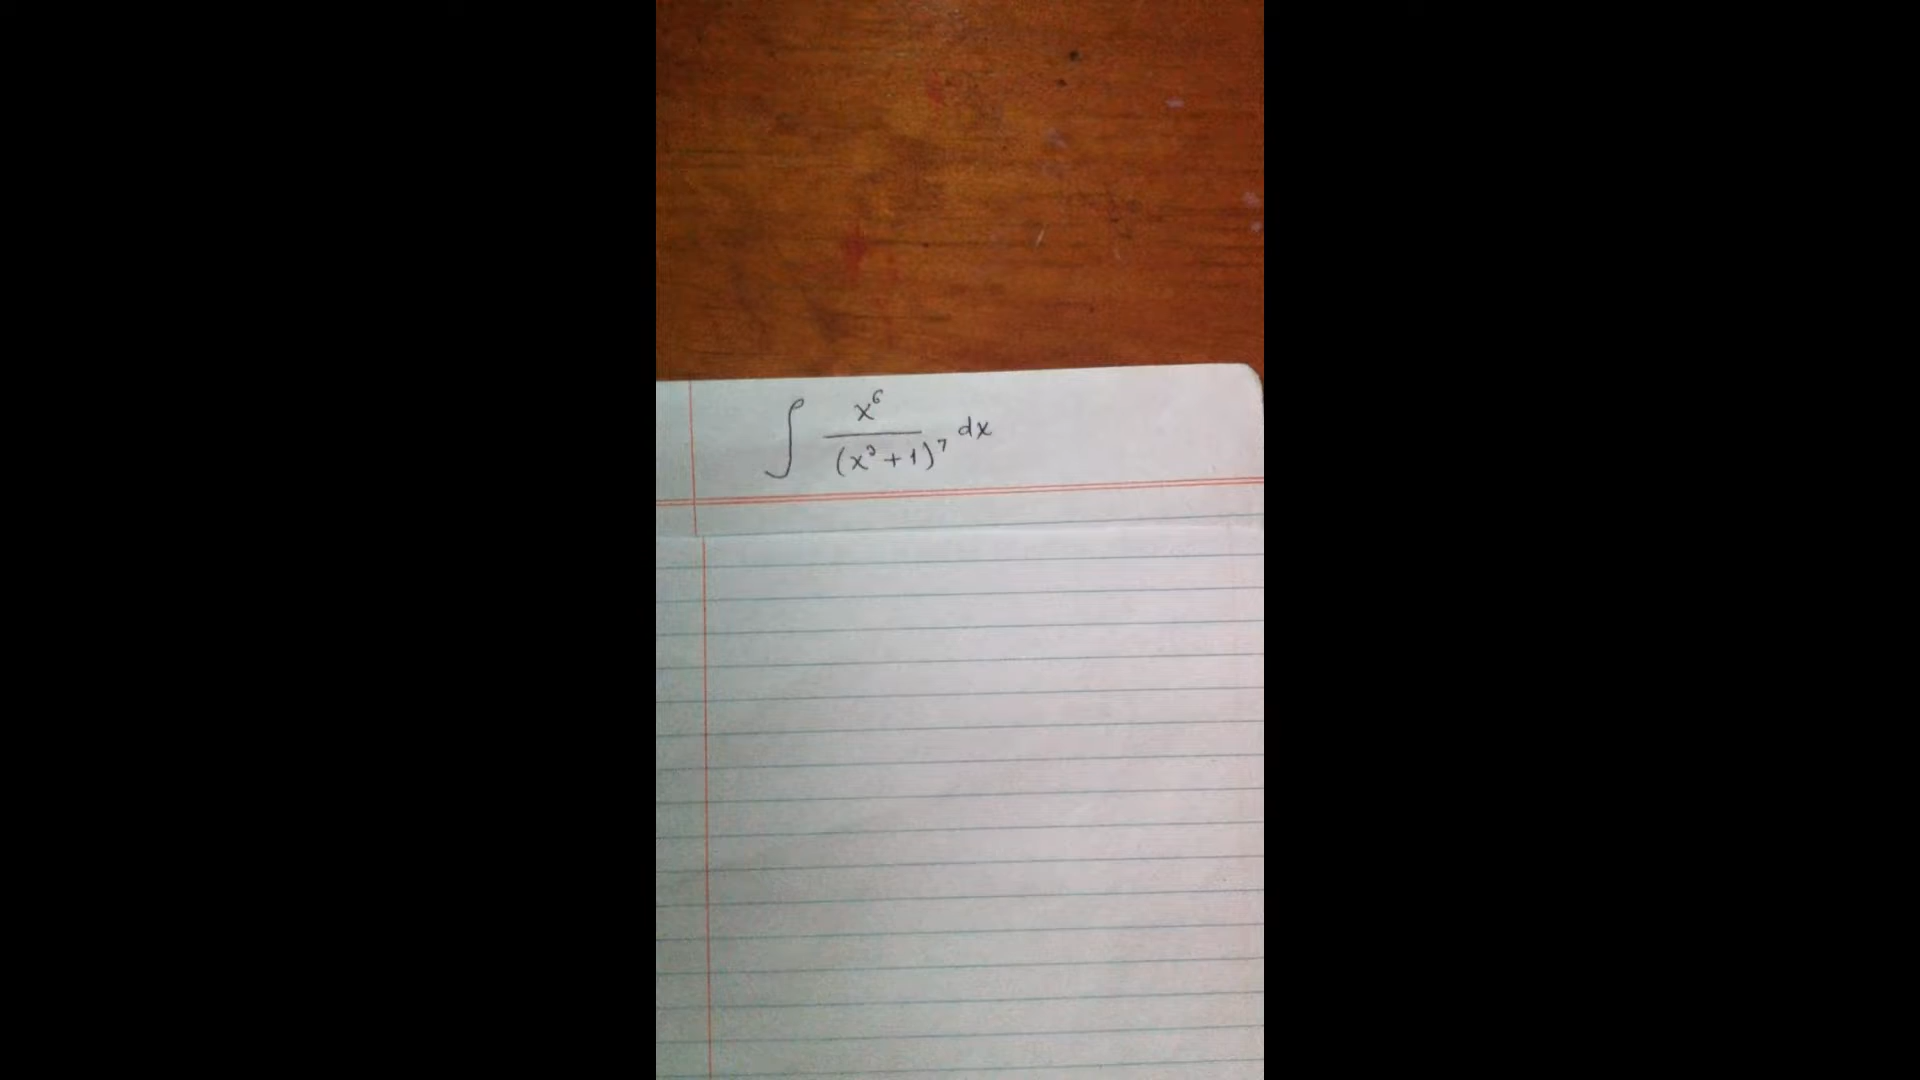 ∫ x⁶/(x³+1)⁷ dx